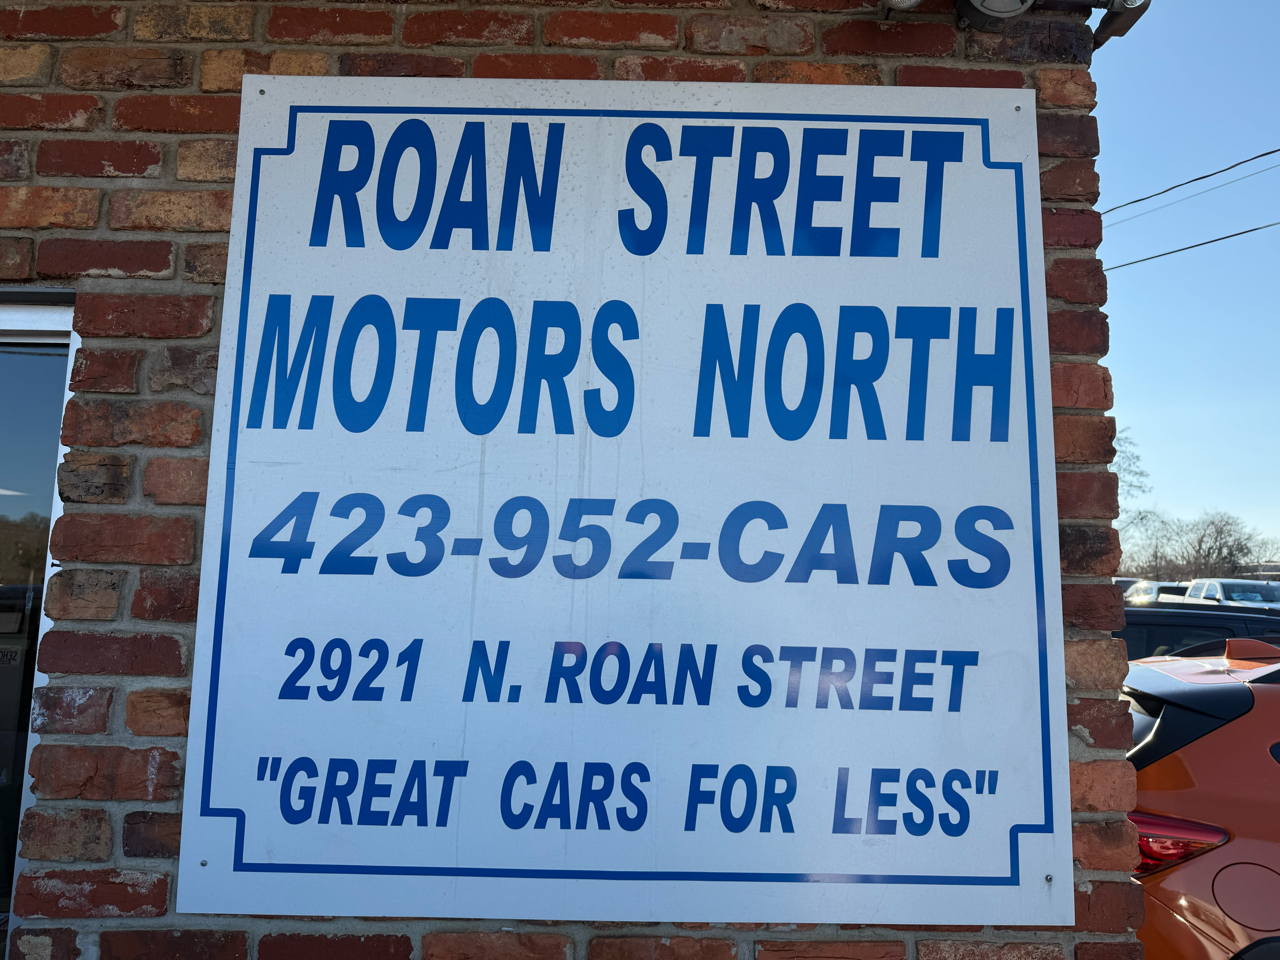 ROAN STREET
MOTORS NORTH
423-952-CARS
2921 N. ROAN STREET
"GREAT CARS FOR LESS"